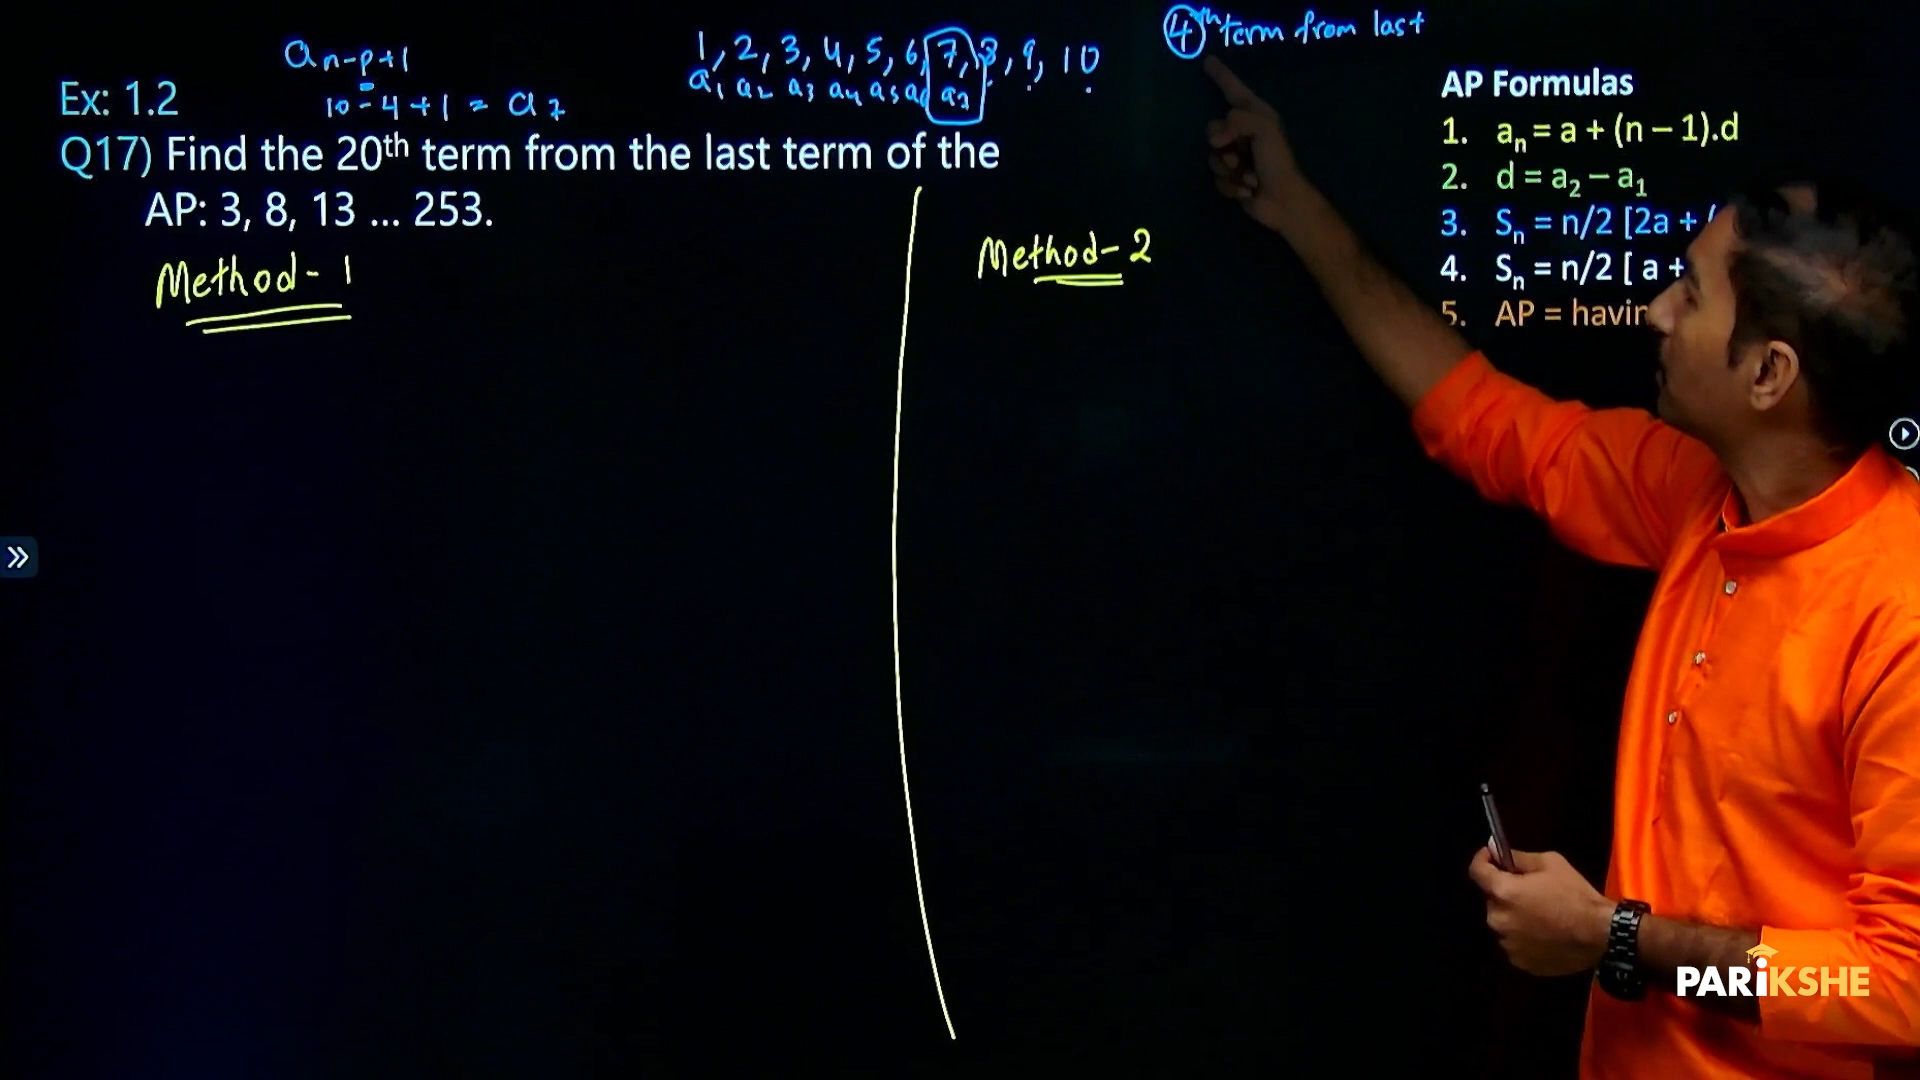 a n-p+1
10-4+1 = a7
1, 2, 3, 4, 5, 6, 7, 8, 9, 10
a1 a2 a3 a4 a5 a6 a7
4th term from last
Ex: 1.2
Q17) Find the 20th term from the last term of the
AP: 3, 8, 13 ... 253.
Method-1
Method-2
AP Formulas
1. an = a + (n – 1).d
2. d = a2 – a1
3. Sn = n/2 [2a +
4. Sn = n/2 [ a +
5. AP =
PARiKSHE